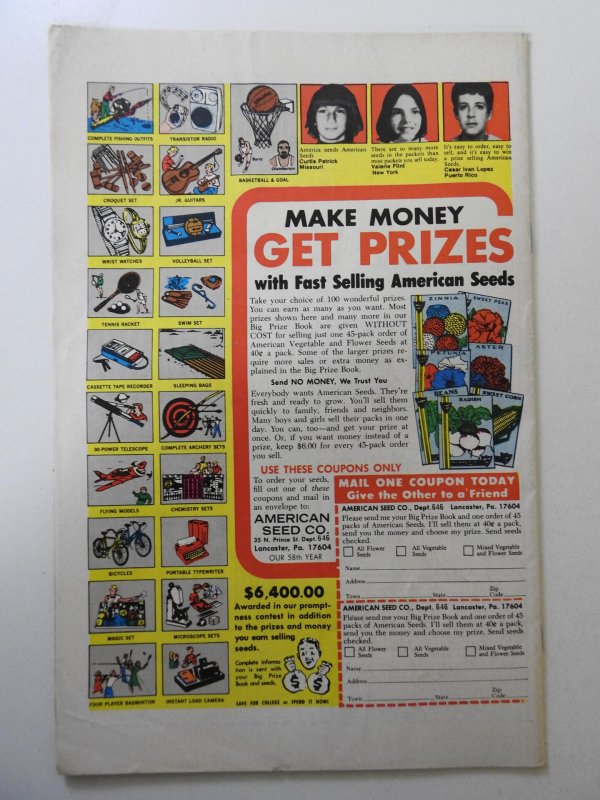 COMPLETE FISHING OUTFITS
TRANSISTOR RADIO
CROQUET SET
JR. GUITARS
WRIST WATCHES
VOLLEYBALL SET
TENNIS RACKET
SWIM SET
CASSETTE TAPE RECORDER
SLEEPING BAGS
30-POWER TELESCOPE
COMPLETE ARCHERY SETS
FLYING MODELS
CHEMISTRY SETS
BICYCLES
PORTABLE TYPEWRITER
MAGIC SET
MICROSCOPE SETS
FOUR PLAYER BADMINTON
INSTANT LOAD CAMERA
Barry
Chamberlain
BASKETBALL & GOAL
America needs American
Seeds
Curtis Patrick
Missouri
There are so many more
seeds in the packets than
most packets you sell today.
Valerie Flint
New York
It's easy to order, easy to
sell, and it's easy to win
a prize selling American
Seeds.
Cesar Ivan Lopez
Puerto Rico
MAKE MONEY
GET PRIZES
with Fast Selling American Seeds
Take your choice of 100 wonderful prizes.
You can earn as many as you want. Most
prizes shown here and many more in our
Big Prize Book are given WITHOUT
COST for selling just one 45-pack order of
American Vegetable and Flower Seeds at
40¢ a pack. Some of the larger prizes re-
quire more sales or extra money as ex-
plained in the Big Prize Book.
Send NO MONEY, We Trust You
Everybody wants American Seeds. They're
fresh and ready to grow. You'll sell them
quickly to family, friends and neighbors.
Many boys and girls sell their packs in one
day. You can, too—and get your prize at
once. Or, if you want money instead of a
prize, keep $6.00 for every 45-pack order
you sell.
ZINNIA
SWEET PEAS
PETUNIA
ASTER
BEANS
SWEET CORN
RADISH
USE THESE COUPONS ONLY
To order your seeds,
fill out one of these
coupons and mail in
an envelope to:
AMERICAN
SEED CO.
35 N. Prince St. Dept. 646
Lancaster, Pa. 17604
OUR 58th YEAR
$6,400.00
Awarded in our prompt-
ness contest in addition
to the prizes and money
you earn selling
seeds.
Complete informa-
tion is sent with
your Big Prize
Book and seeds.
SAVE FOR COLLEGE or SPEND IT NOW!
MAIL ONE COUPON TODAY
Give the Other to a Friend
AMERICAN SEED CO., Dept. 646 Lancaster, Pa. 17604
Please send me your Big Prize Book and one order of 45
packs of American Seeds. I'll sell them at 40¢ a pack,
send you the money and choose my prize. Send seeds
checked.
All Flower Seeds
All Vegetable Seeds
Mixed Vegetable and Flower Seeds
Name
Address
Town State Zip Code
AMERICAN SEED CO., Dept. 646 Lancaster, Pa. 17604
Please send me your Big Prize Book and one order of 45
packs of American Seeds. I'll sell them at 40¢ a pack,
send you the money and choose my prize. Send seeds
checked.
All Flower Seeds
All Vegetable Seeds
Mixed Vegetable and Flower Seeds
Name
Address
Town State Zip Code